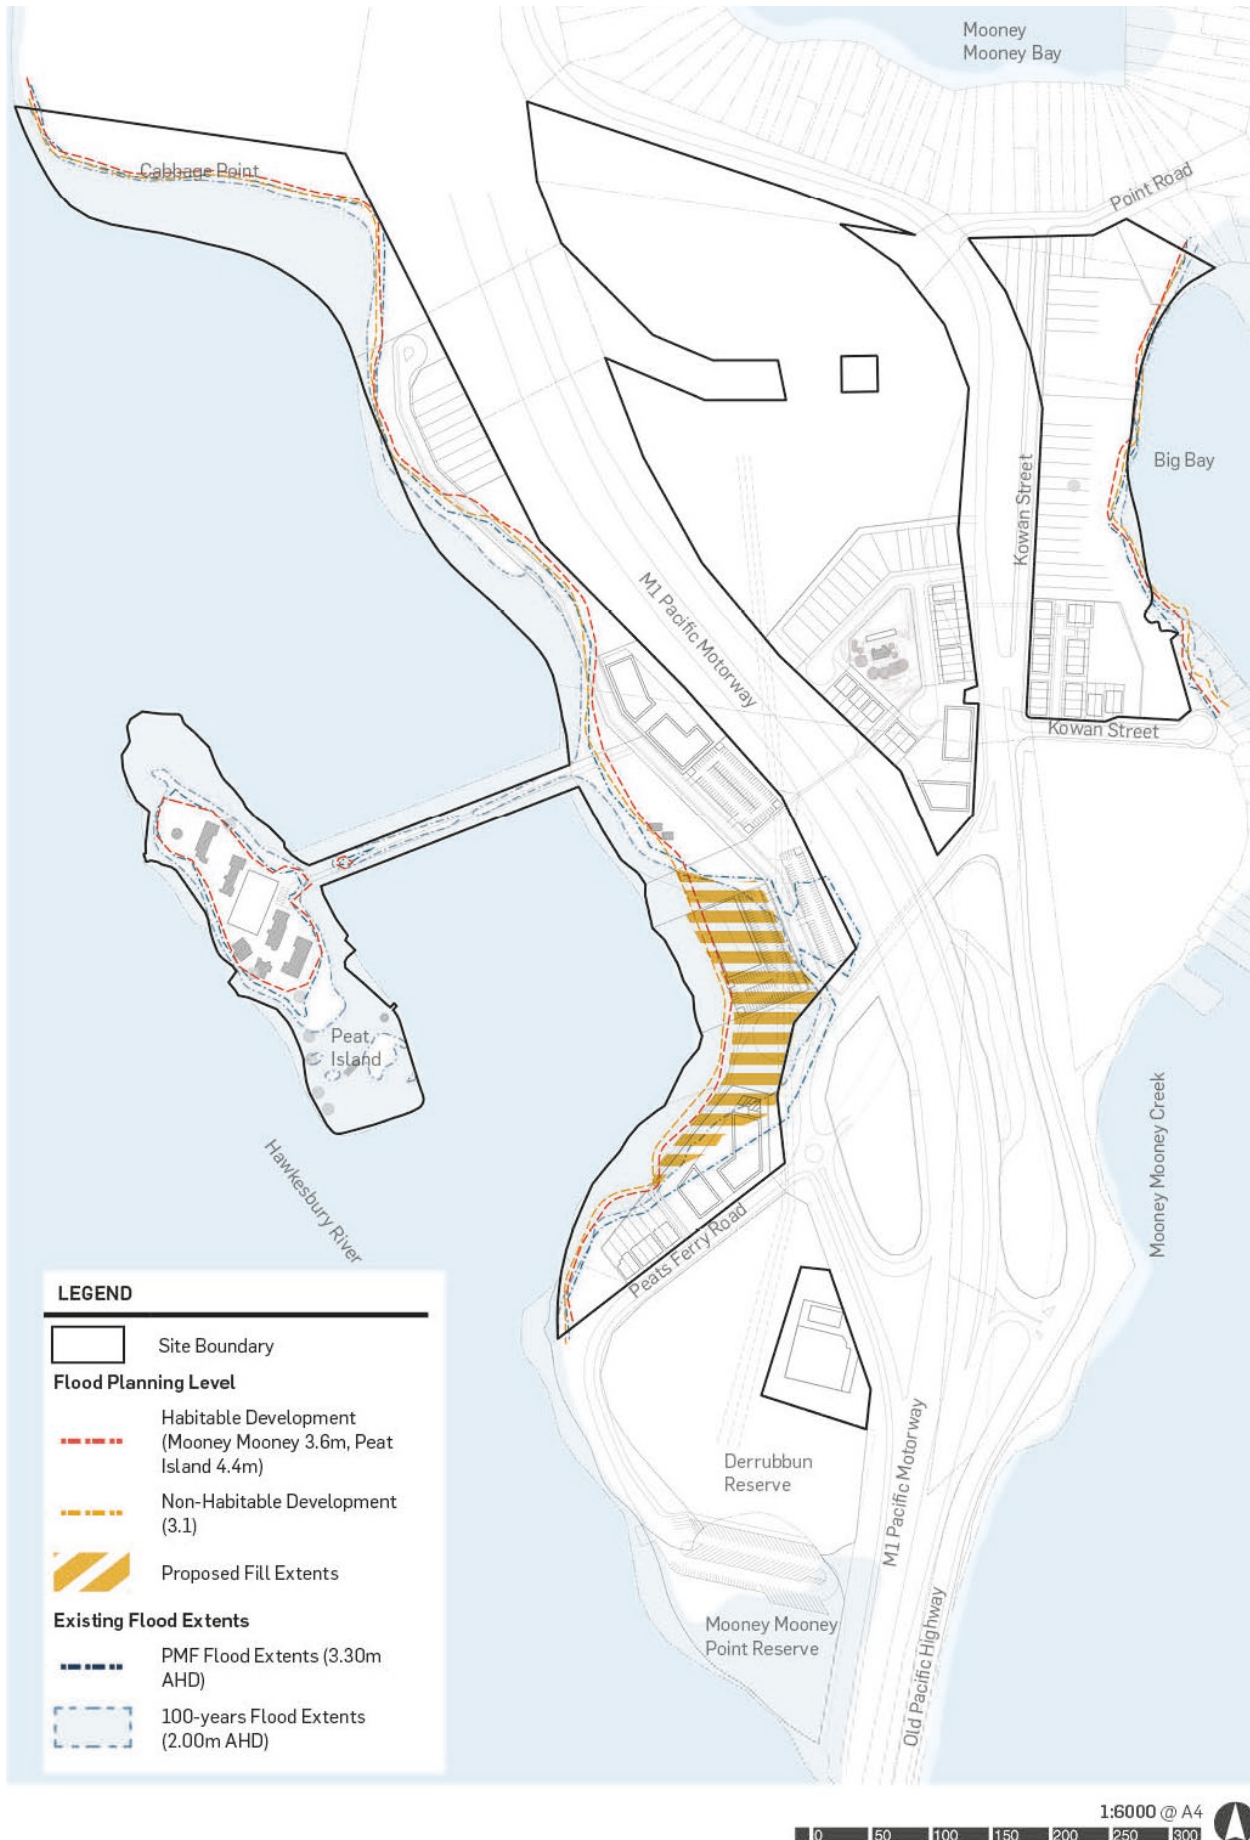 Mooney
Mooney Bay
Cabbage Point
Point Road
Big Bay
Kowan Street
M1 Pacific Motorway
Kowan Street
Peat
Island
Hawkesbury River
Mooney Mooney Creek
Peats Ferry Road
Derrubbun
Reserve
M1 Pacific Motorway
Mooney Mooney
Point Reserve
Old Pacific Highway
LEGEND
Site Boundary
Flood Planning Level
Habitable Development
(Mooney Mooney 3.6m, Peat
Island 4.4m)
Non-Habitable Development
(3.1)
Proposed Fill Extents
Existing Flood Extents
PMF Flood Extents (3.30m
AHD)
100-years Flood Extents
(2.00m AHD)
1:6000 @ A4
0 50 100 150 200 250 300